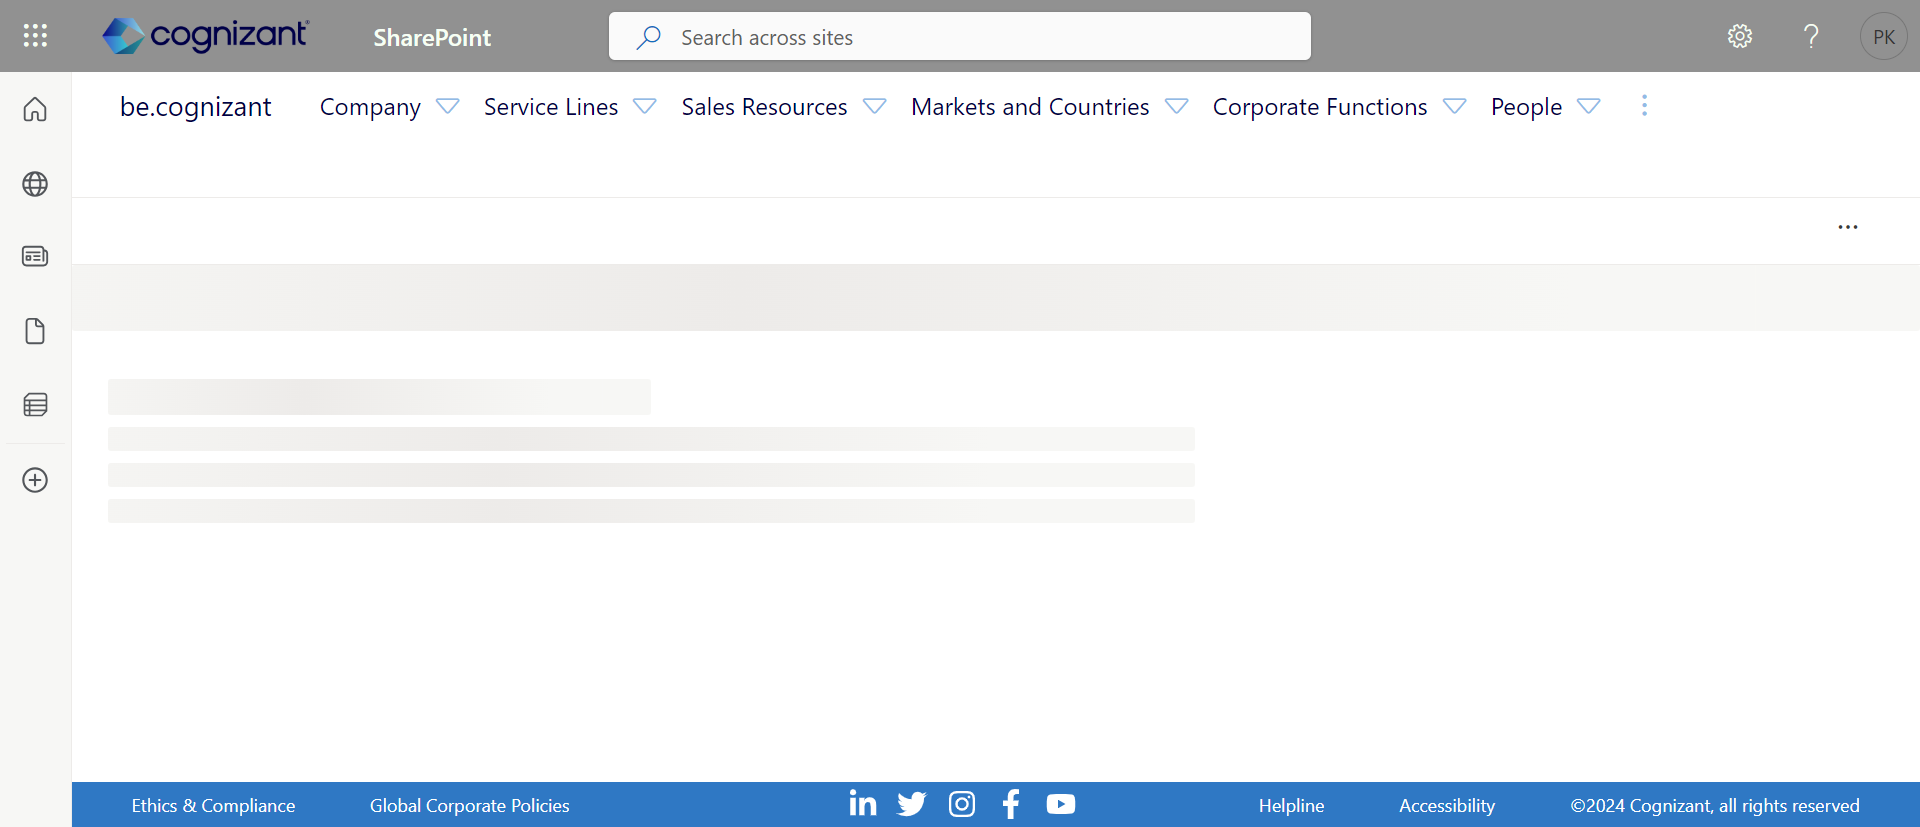 cognizant
SharePoint
Search across sites
PK
be.cognizant
Company
Service Lines
Sales Resources
Markets and Countries
Corporate Functions
People
Ethics & Compliance
Global Corporate Policies
Helpline
Accessibility
©2024 Cognizant, all rights reserved